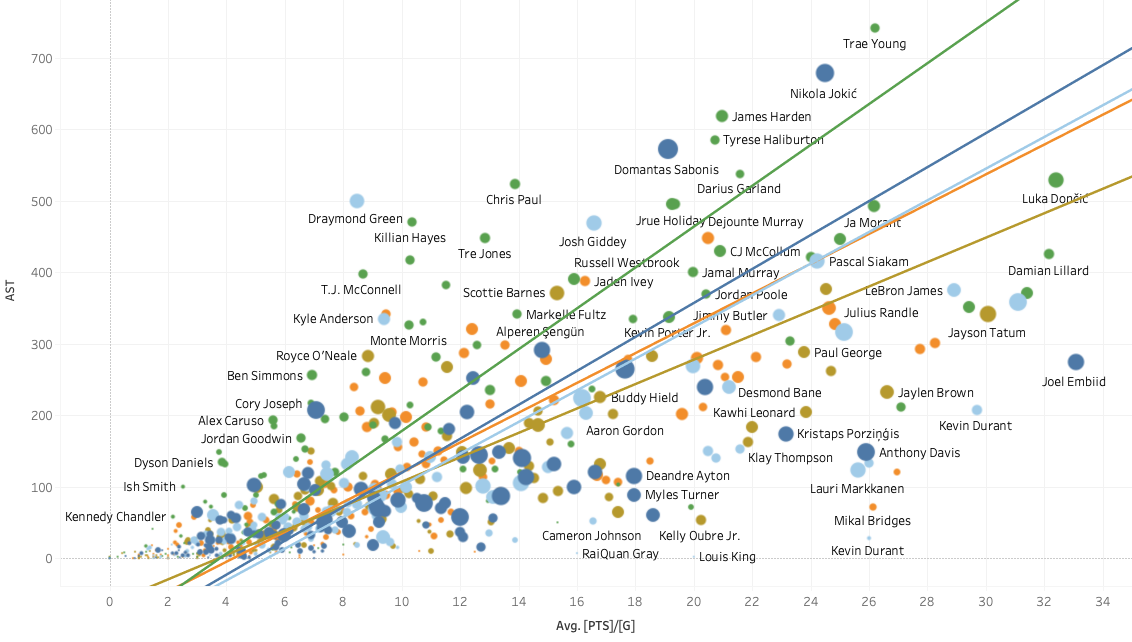 Trae Young
700
Nikola Jokić
James Harden
600
Tyrese Haliburton
Domantas Sabonis
Darius Garland
500
Chris Paul
Luka Dončić
Draymond Green
Jrue Holiday
Dejounte Murray
Ja Morant
Killian Hayes
Josh Giddey
Tre Jones
CJ McCollum
Russell Westbrook
Pascal Siakam
400
Jamal Murray
Damian Lillard
T.J. McConnell
Jaden Ivey
Scottie Barnes
Jordan Poole
LeBron James
Kyle Anderson
Markelle Fultz
Jimmy Butler
Julius Randle
Alperen Şengün
Kevin Porter Jr.
Jayson Tatum
Monte Morris
300
Royce O'Neale
Paul George
Ben Simmons
Joel Embiid
Desmond Bane
Jaylen Brown
Cory Joseph
Buddy Hield
200
Alex Caruso
Kawhi Leonard
Kevin Durant
Jordan Goodwin
Aaron Gordon
Kristaps Porziņģis
Dyson Daniels
Klay Thompson
Anthony Davis
Deandre Ayton
Ish Smith
Lauri Markkanen
100
Myles Turner
Kennedy Chandler
Mikal Bridges
Cameron Johnson
Kelly Oubre Jr.
RaiQuan Gray
Louis King
Kevin Durant
0
AST
0 2 4 6 8 10 12 14 16 18 20 22 24 26 28 30 32 34
Avg. [PTS]/[G]